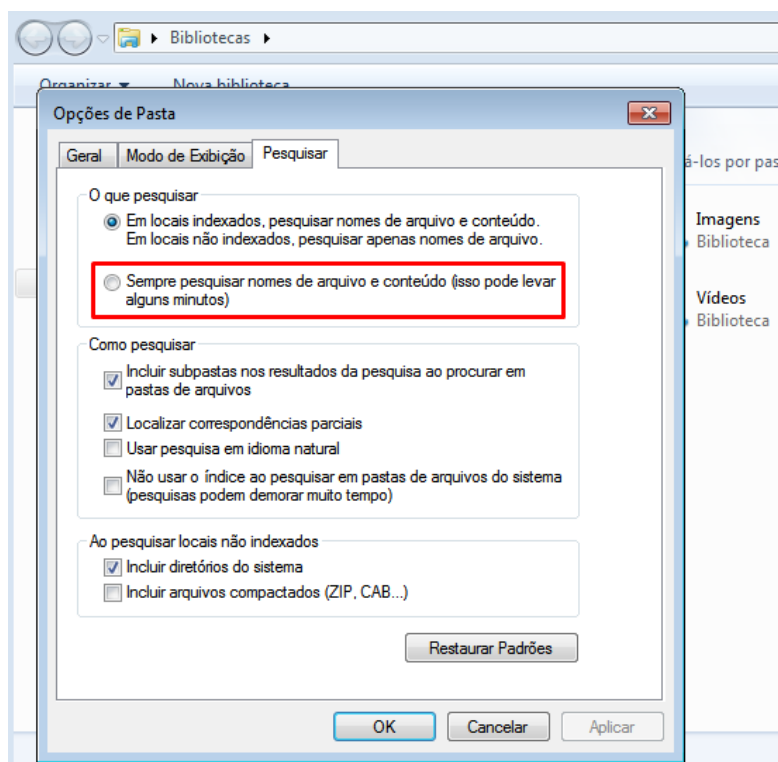 Bibliotecas
Organizar Nova biblioteca
Opções de Pasta
Geral Modo de Exibição Pesquisar
á-los por pas
O que pesquisar
Em locais indexados, pesquisar nomes de arquivo e conteúdo.
Em locais não indexados, pesquisar apenas nomes de arquivo.
Imagens
Biblioteca
Sempre pesquisar nomes de arquivo e conteúdo (isso pode levar
alguns minutos)
Vídeos
Biblioteca
Como pesquisar
Incluir subpastas nos resultados da pesquisa ao procurar em
pastas de arquivos
Localizar correspondências parciais
Usar pesquisa em idioma natural
Não usar o índice ao pesquisar em pastas de arquivos do sistema
(pesquisas podem demorar muito tempo)
Ao pesquisar locais não indexados
Incluir diretórios do sistema
Incluir arquivos compactados (ZIP, CAB...)
Restaurar Padrões
OK Cancelar Aplicar